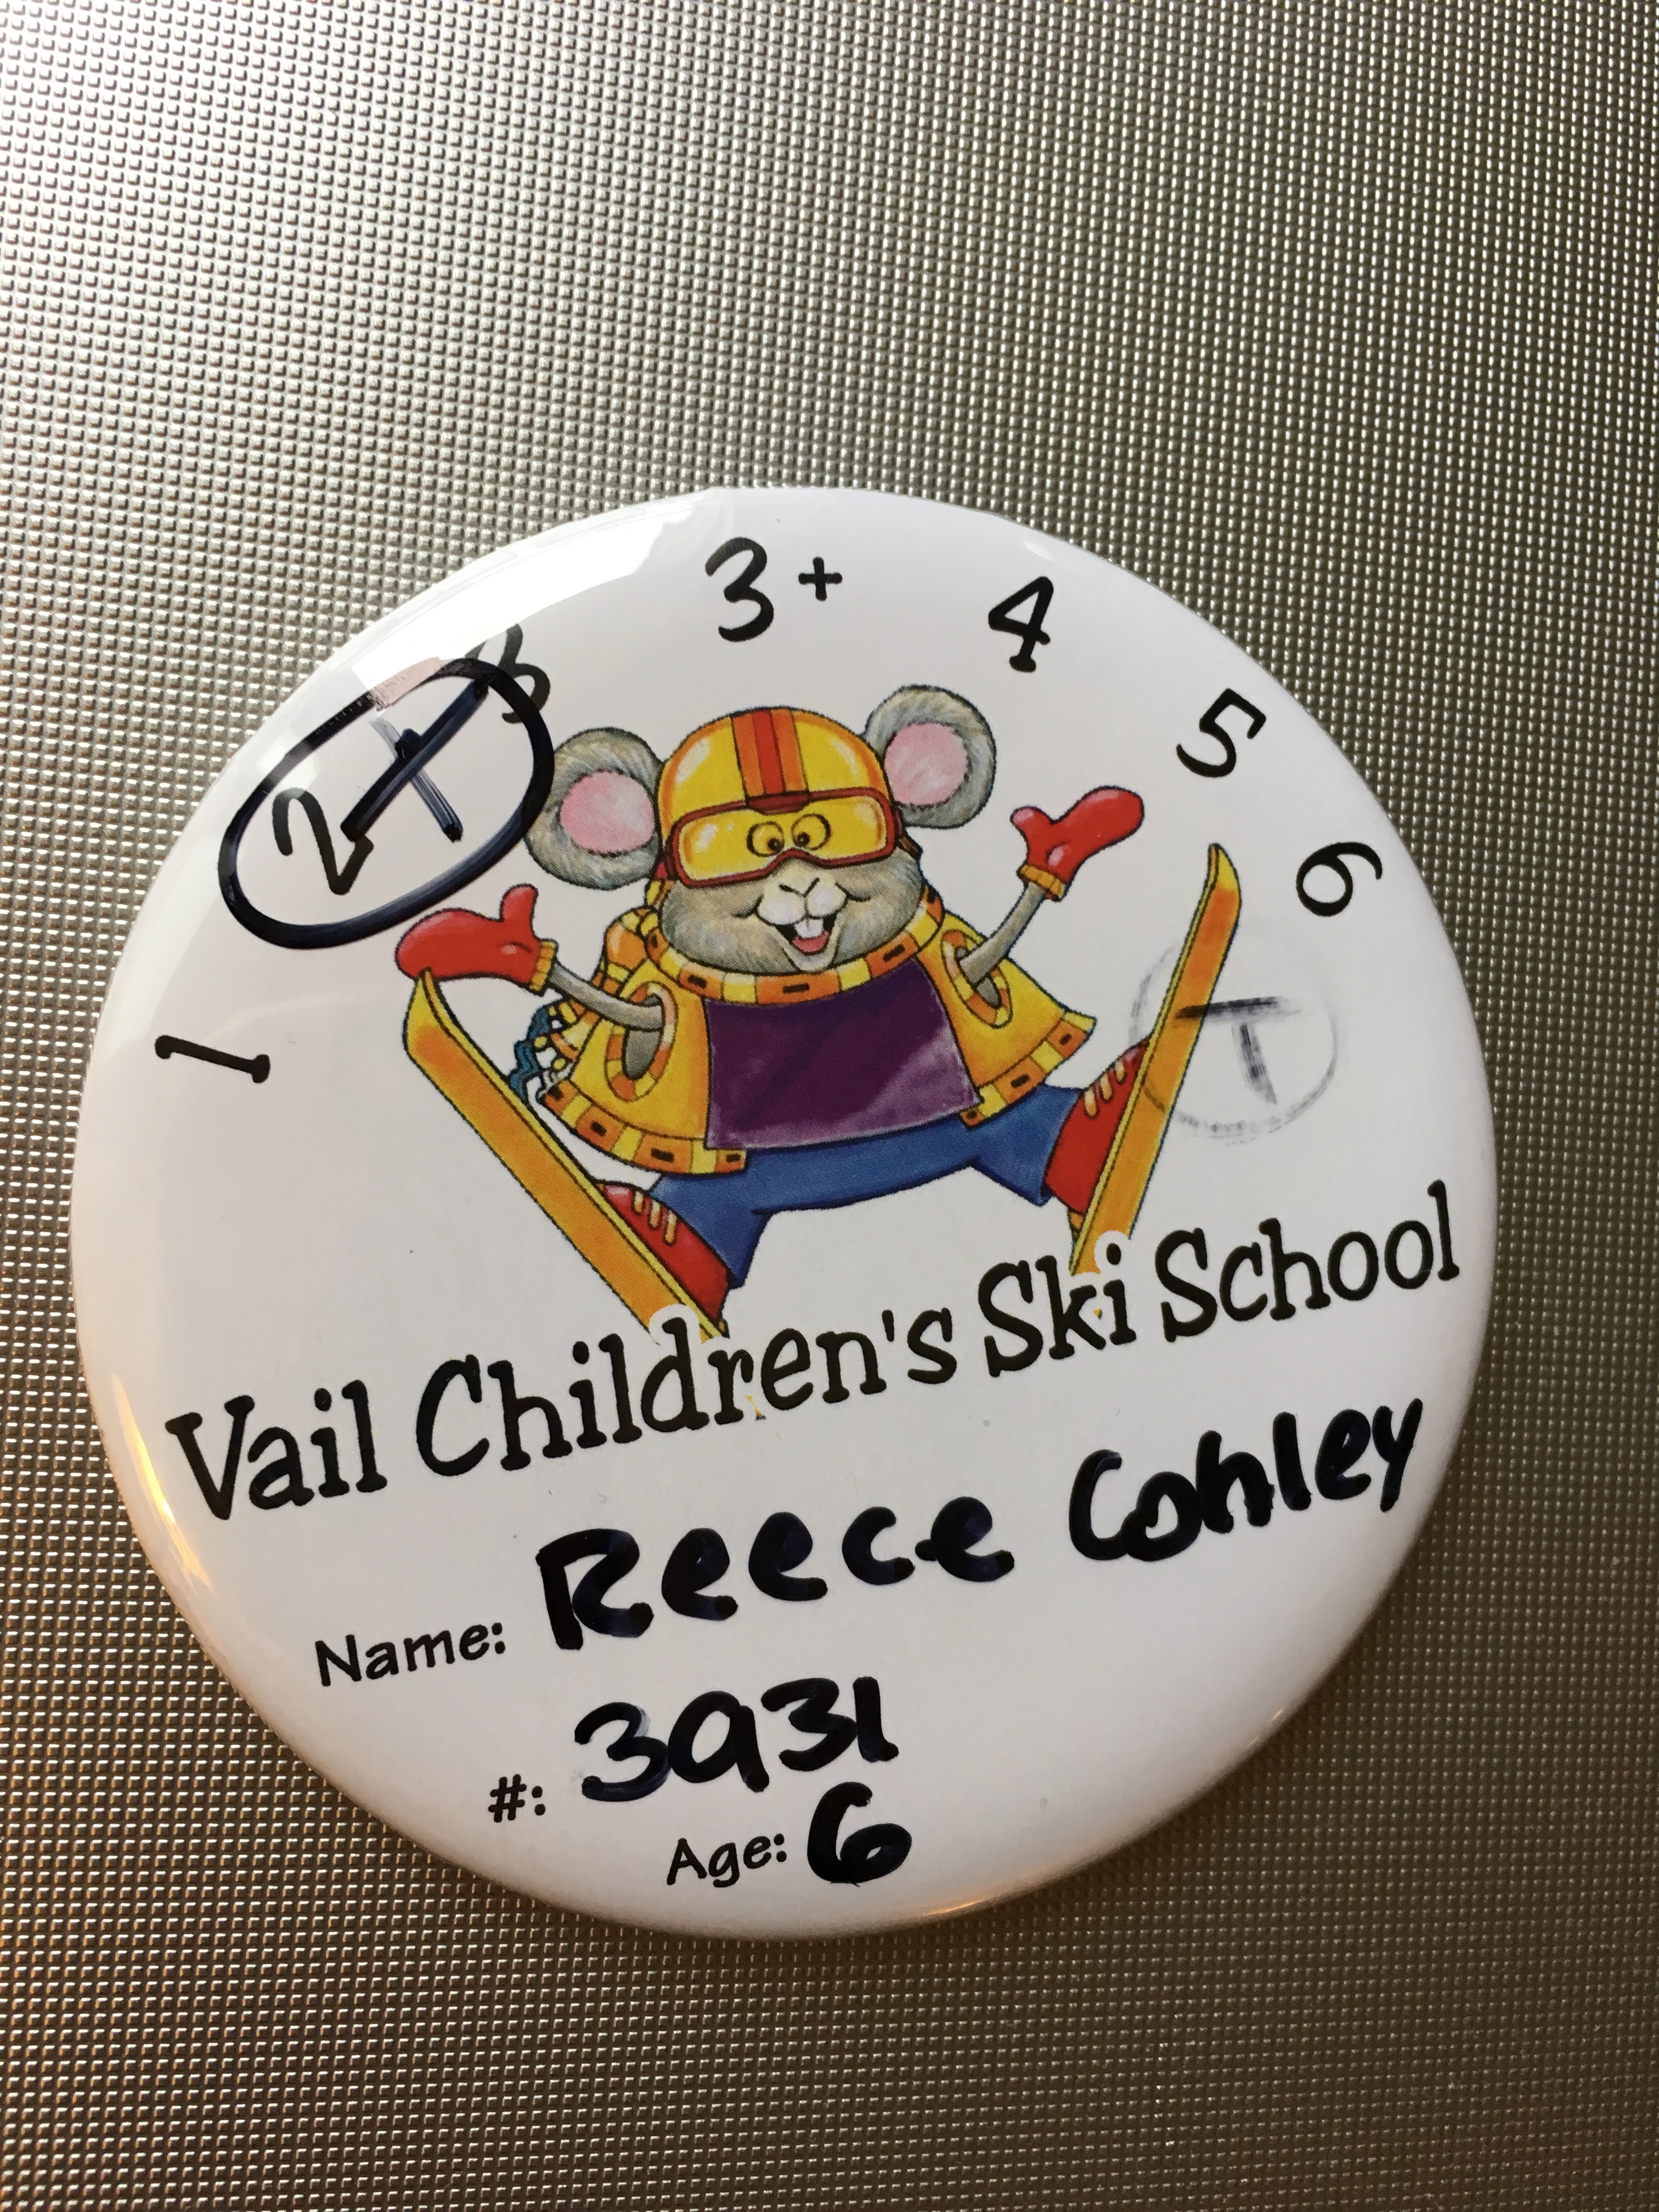 1 2+ 3 3+ 4 5 6
T
Vail Children's Ski School
Name: Reece Conley
#: 3931
Age: 6